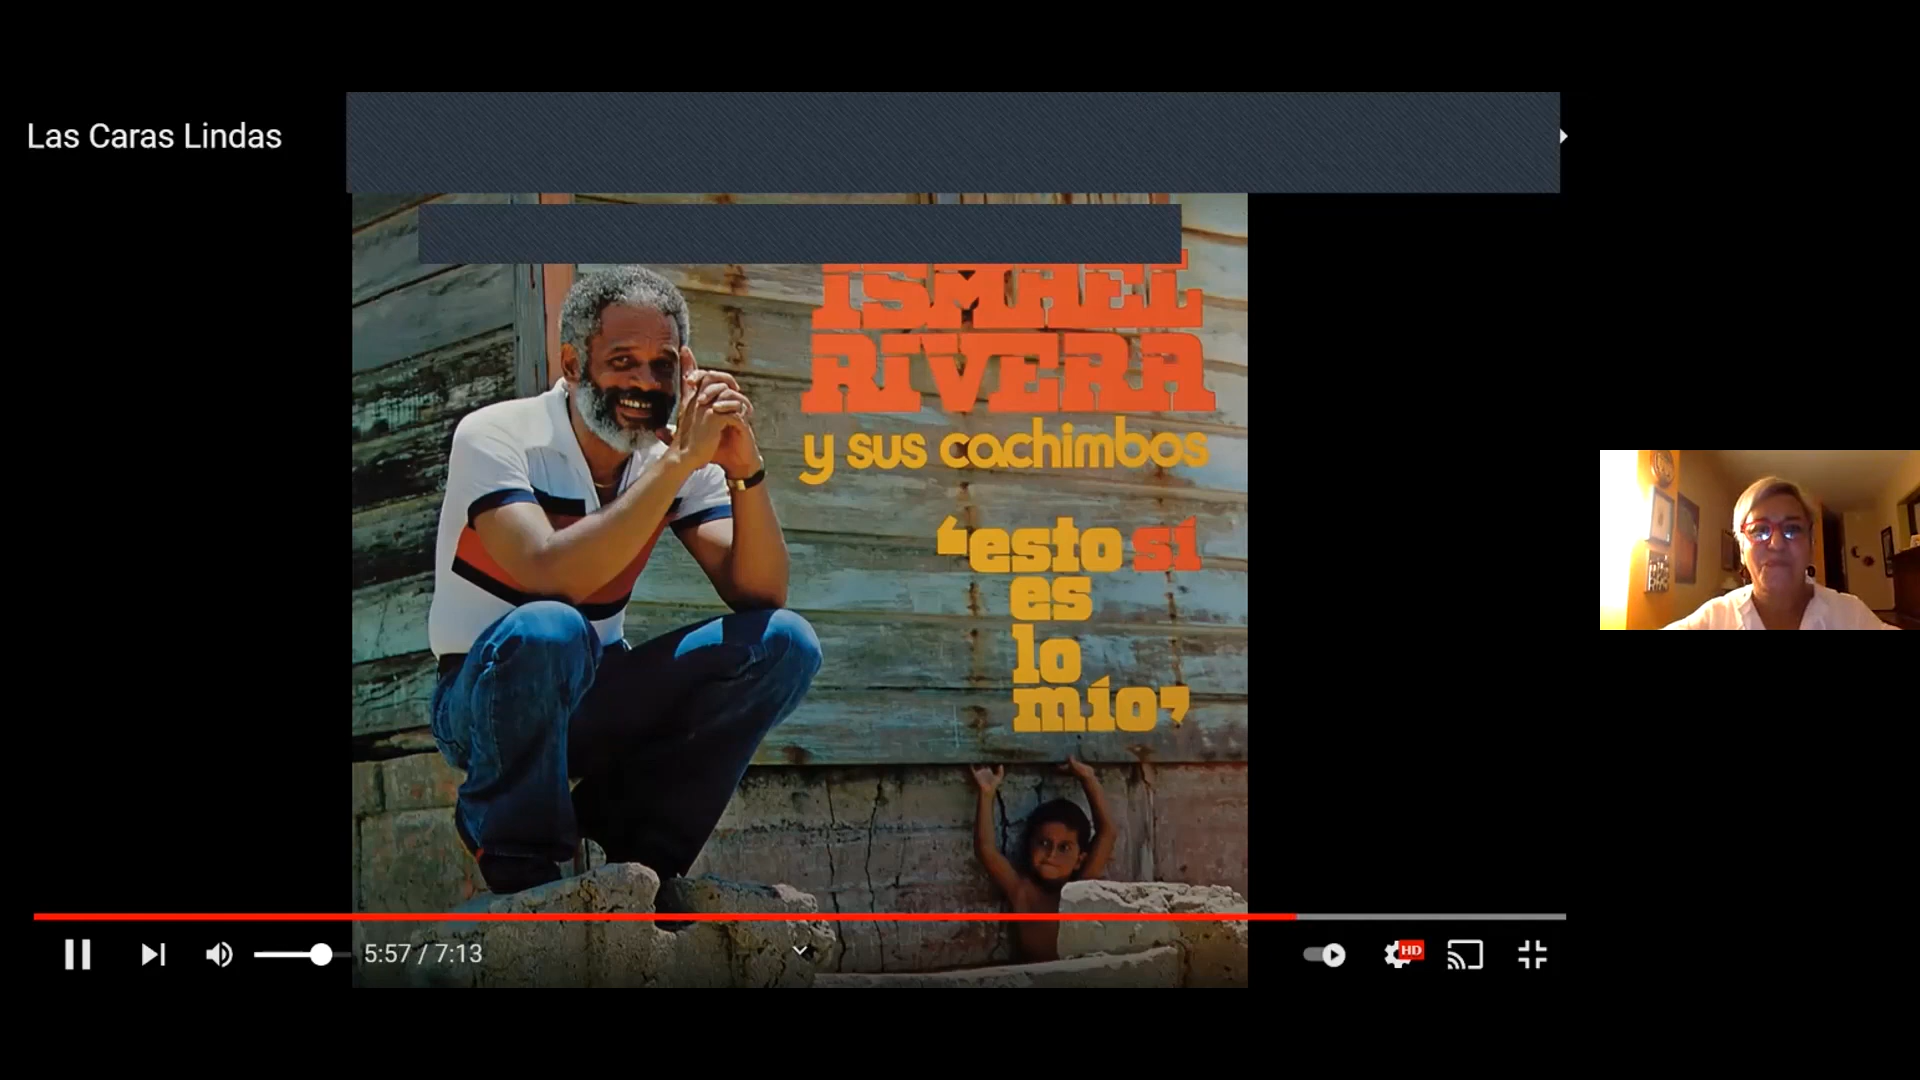 Las Caras Lindas
ISMAEL
RIVERA
y sus cachimbos
‘esto sí
es
lo
mío’
5:57 / 7:13
HD